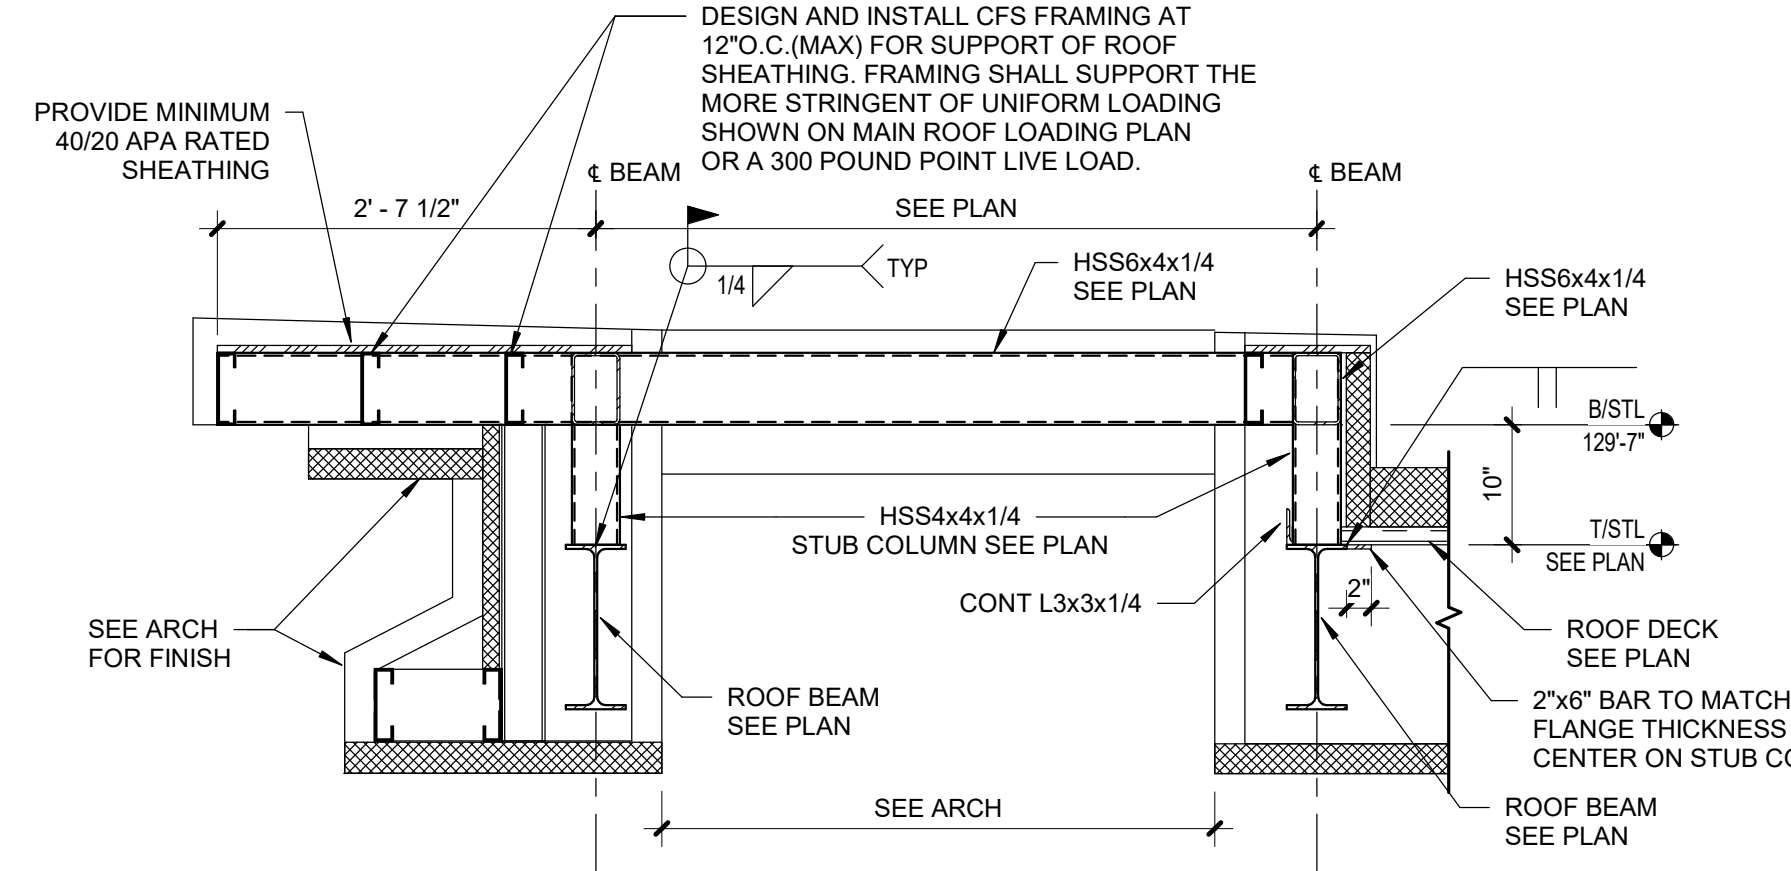 DESIGN AND INSTALL CFS FRAMING AT
12"O.C.(MAX) FOR SUPPORT OF ROOF
SHEATHING. FRAMING SHALL SUPPORT THE
MORE STRINGENT OF UNIFORM LOADING
SHOWN ON MAIN ROOF LOADING PLAN
OR A 300 POUND POINT LIVE LOAD.
PROVIDE MINIMUM
40/20 APA RATED
SHEATHING
℄ BEAM
℄ BEAM
2' - 7 1/2"
SEE PLAN
1/4
TYP
HSS6x4x1/4
SEE PLAN
HSS6x4x1/4
SEE PLAN
B/STL
129'-7"
10"
T/STL
SEE PLAN
HSS4x4x1/4
STUB COLUMN SEE PLAN
CONT L3x3x1/4
2"
SEE ARCH
FOR FINISH
ROOF DECK
SEE PLAN
ROOF BEAM
SEE PLAN
2"x6" BAR TO MATCH
FLANGE THICKNESS
CENTER ON STUB CO
ROOF BEAM
SEE PLAN
SEE ARCH